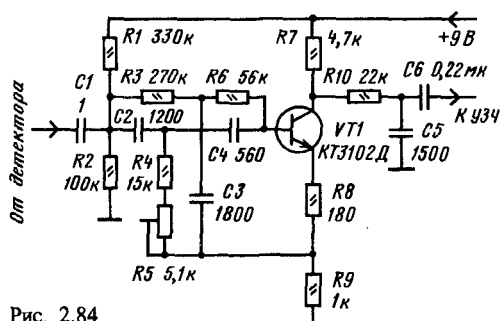 R1 330к
R7
4,7к
+9 В
R3 270к
R6 56к
R10 22к
C6 0,22мк
От детектора
C1
1
C2
1200
К УЗЧ
R2
100к
R4
15к
C4 560
VT1
КТ3102Д
C5
1500
C3
1800
R8
180
R5 5,1к
R9
1к
Рис. 2.84